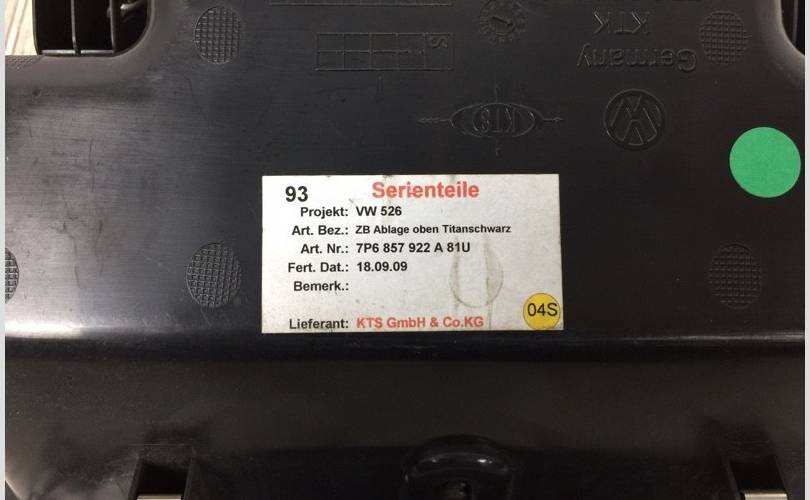 Germany
KTK
S
KTS
93 Serienteile
Projekt: VW 526
Art. Bez.: ZB Ablage oben Titanschwarz
Art. Nr.: 7P6 857 922 A 81U
Fert. Dat.: 18.09.09
Bemerk.:
Lieferant: KTS GmbH & Co.KG
04S